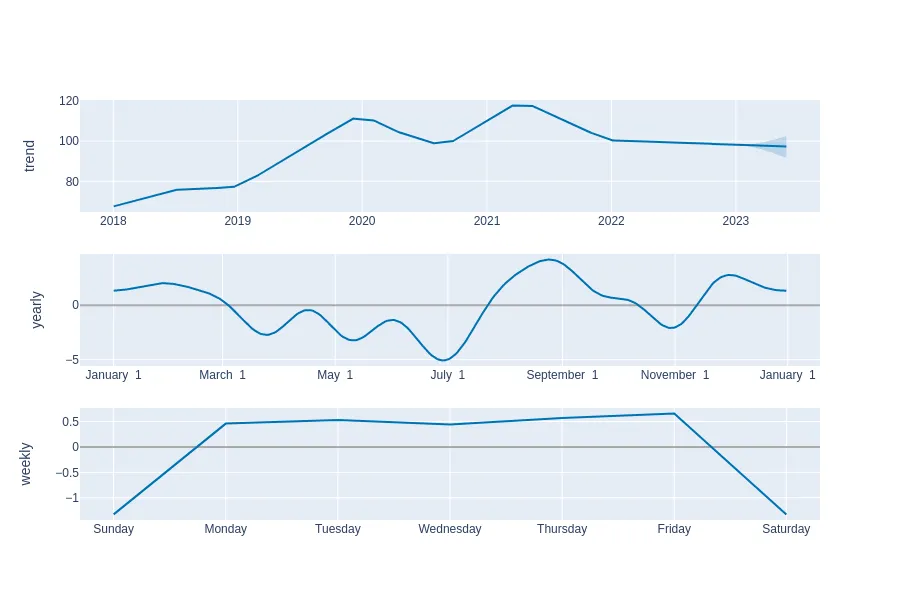 120
100
80
trend
2018 2019 2020 2021 2022 2023
0
−5
yearly
January 1 March 1 May 1 July 1 September 1 November 1 January 1
0.5
0
−0.5
−1
weekly
Sunday Monday Tuesday Wednesday Thursday Friday Saturday